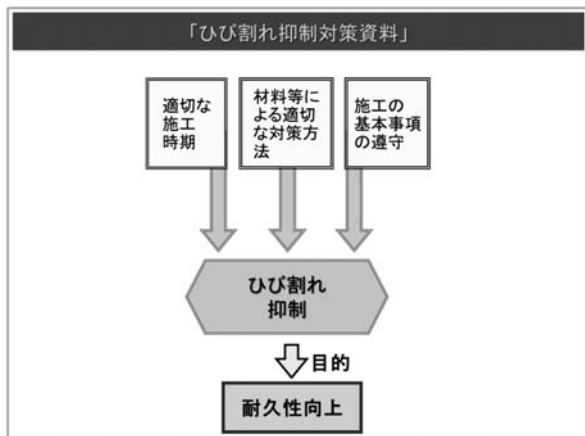 「ひび割れ抑制対策資料」
適切な
施工
時期
材料等に
よる適切
な対策方
法
施工の
基本事項
の遵守
ひび割れ
抑制
目的
耐久性向上